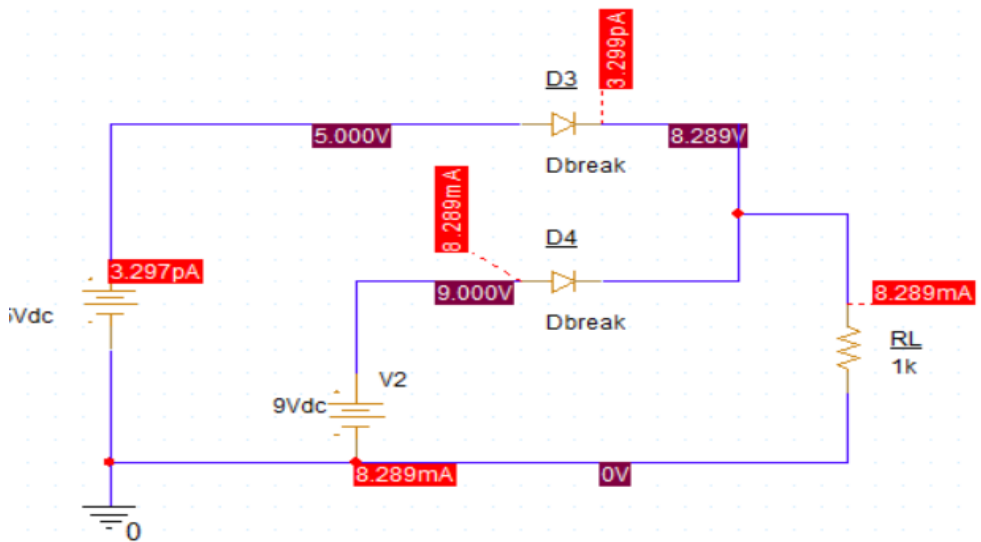 3.299pA
D3
5.000V
8.289V
Dbreak
8.289mA
D4
3.297pA
9.000V
8.289mA
Vdc
Dbreak
RL
1k
V2
9Vdc
8.289mA
0V
0